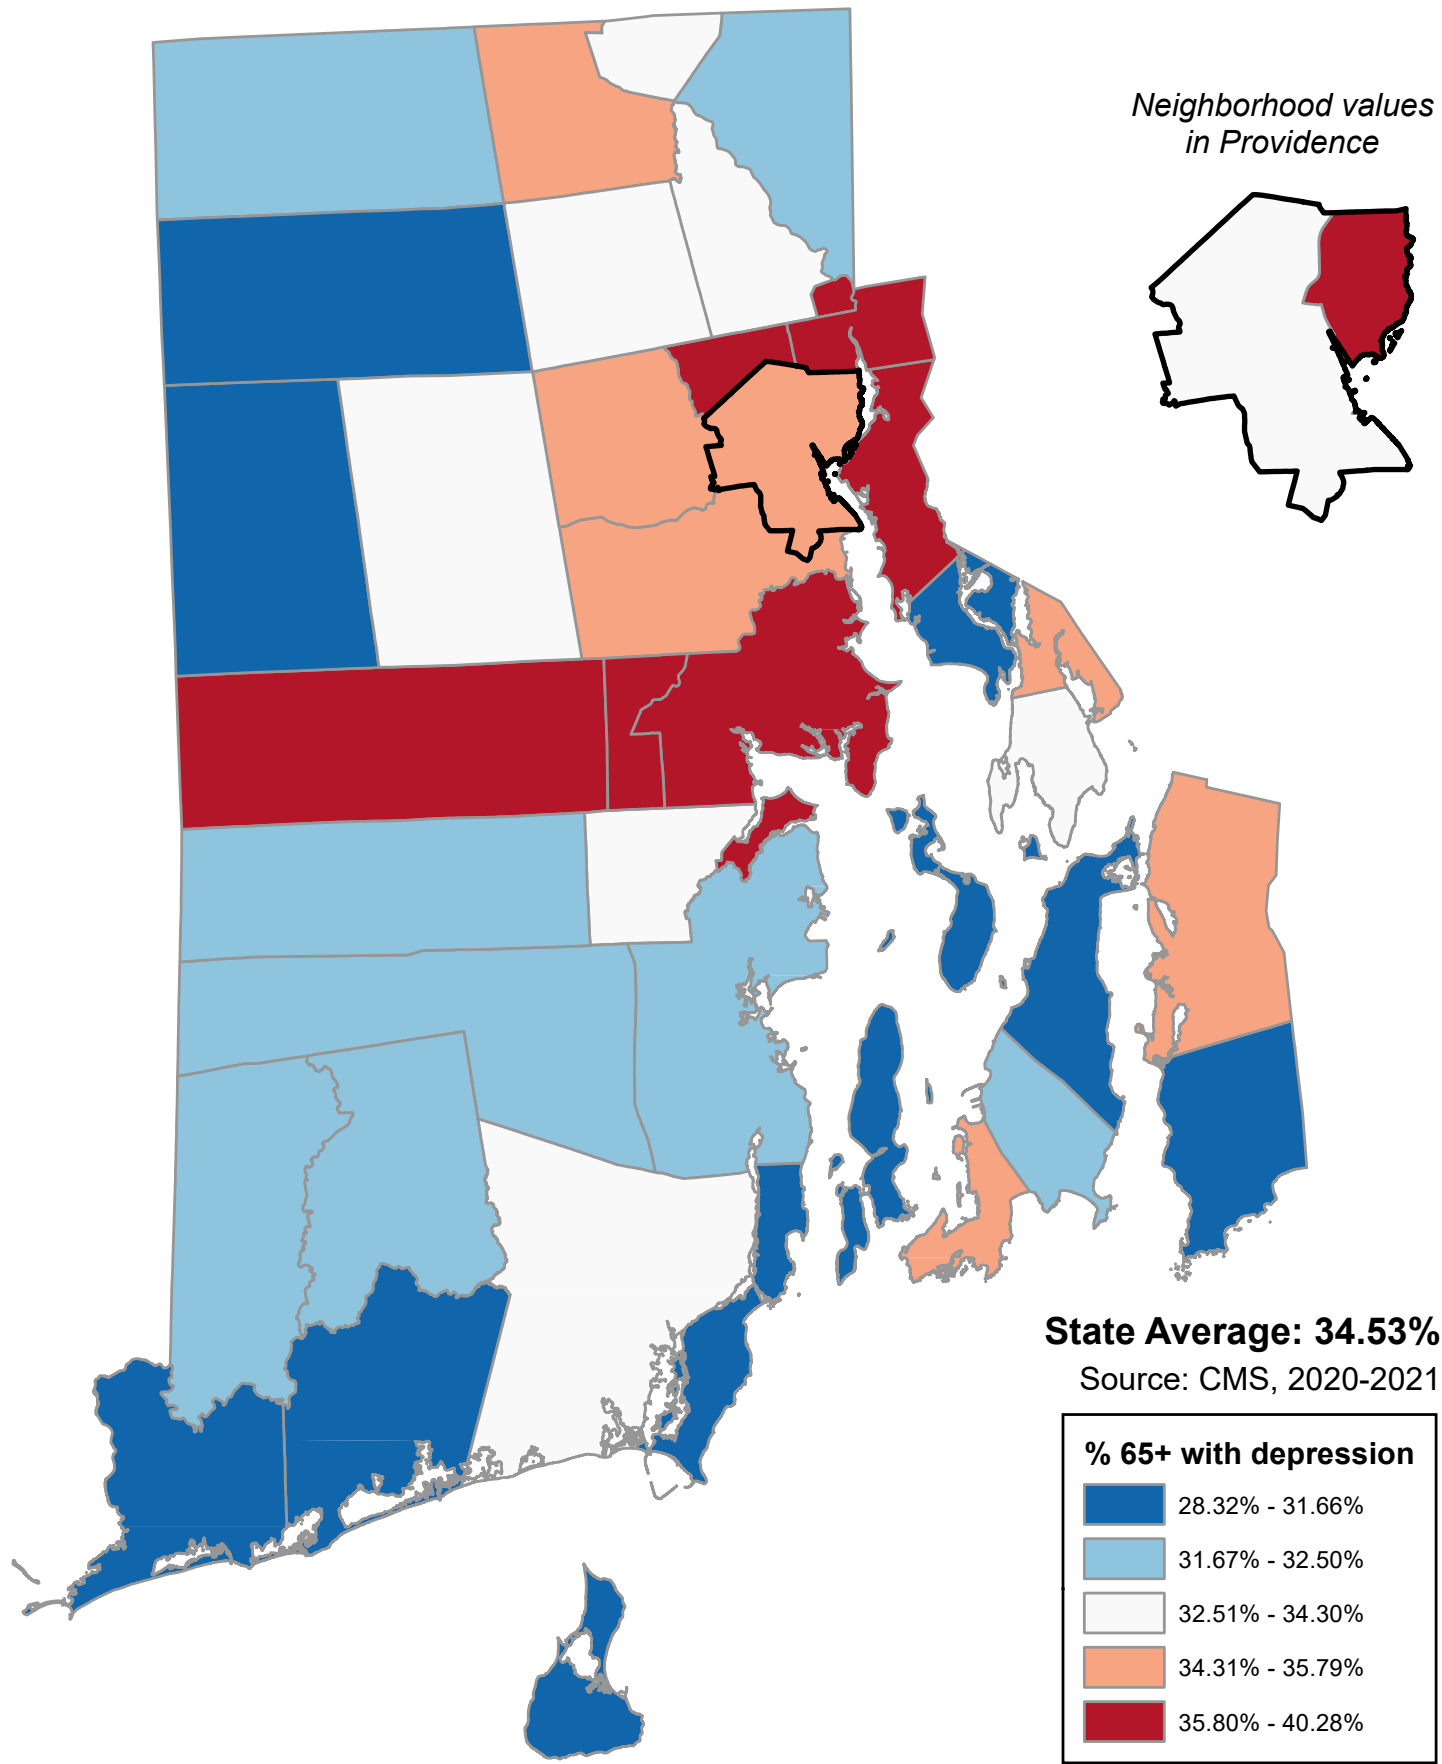 Neighborhood values
in Providence
State Average: 34.53%
Source: CMS, 2020-2021
% 65+ with depression
28.32% - 31.66%
31.67% - 32.50%
32.51% - 34.30%
34.31% - 35.79%
35.80% - 40.28%